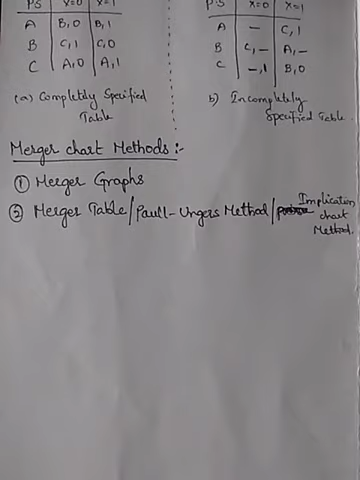 PS X=0 X=1
A B,0 B,1
B C,1 C,0
C A,0 A,1
(a) Completely Specified
Table
PS X=0 X=1
A — C,1
B C,— A,—
C —,1 B,0
b) Incompletely
Specified Table.
Merger chart Methods :-
① Merger Graphs
② Merger Table/Paull-Ungers Method/ Implication
chart
Method.